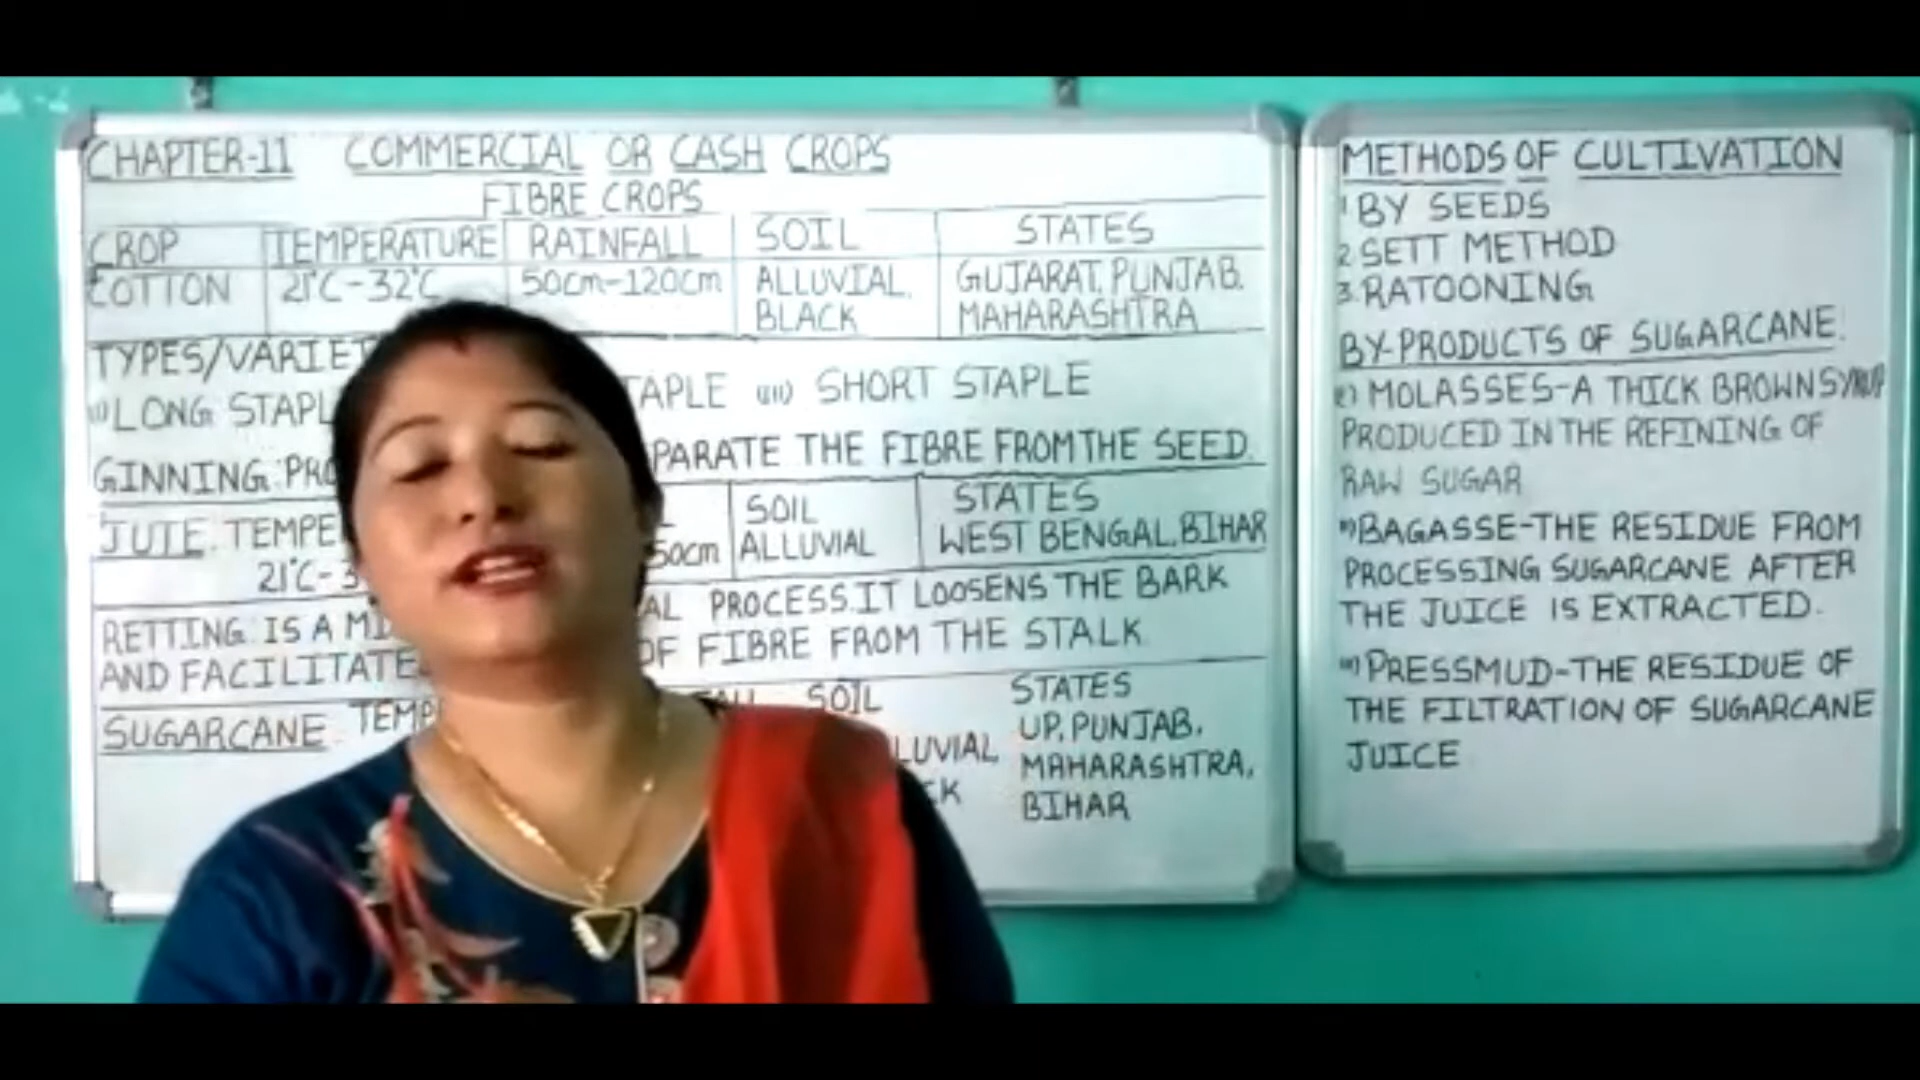 CHAPTER-11 COMMERCIAL OR CASH CROPS
FIBRE CROPS
CROP TEMPERATURE RAINFALL SOIL STATES
COTTON 21°C-32°C 50cm-120cm ALLUVIAL, GUJARAT, PUNJAB,
BLACK MAHARASHTRA
TYPES/VARIET
(i) LONG STAPL TAPLE (iii) SHORT STAPLE
GINNING: PRO PARATE THE FIBRE FROM THE SEED.
JUTE. TEMPE SOIL STATES
21°C-3 50cm ALLUVIAL WEST BENGAL, BIHAR
RETTING: IS A MI AL PROCESS. IT LOOSENS THE BARK
AND FACILITATE OF FIBRE FROM THE STALK
SUGARCANE TEMP SOIL STATES
LUVIAL UP, PUNJAB,
CK MAHARASHTRA,
BIHAR
METHODS OF CULTIVATION
1 BY SEEDS
2 SETT METHOD
3. RATOONING
BY-PRODUCTS OF SUGARCANE.
i) MOLASSES-A THICK BROWN SYRUP
PRODUCED IN THE REFINING OF
RAW SUGAR
ii) BAGASSE-THE RESIDUE FROM
PROCESSING SUGARCANE AFTER
THE JUICE IS EXTRACTED.
iii) PRESSMUD-THE RESIDUE OF
THE FILTRATION OF SUGARCANE
JUICE